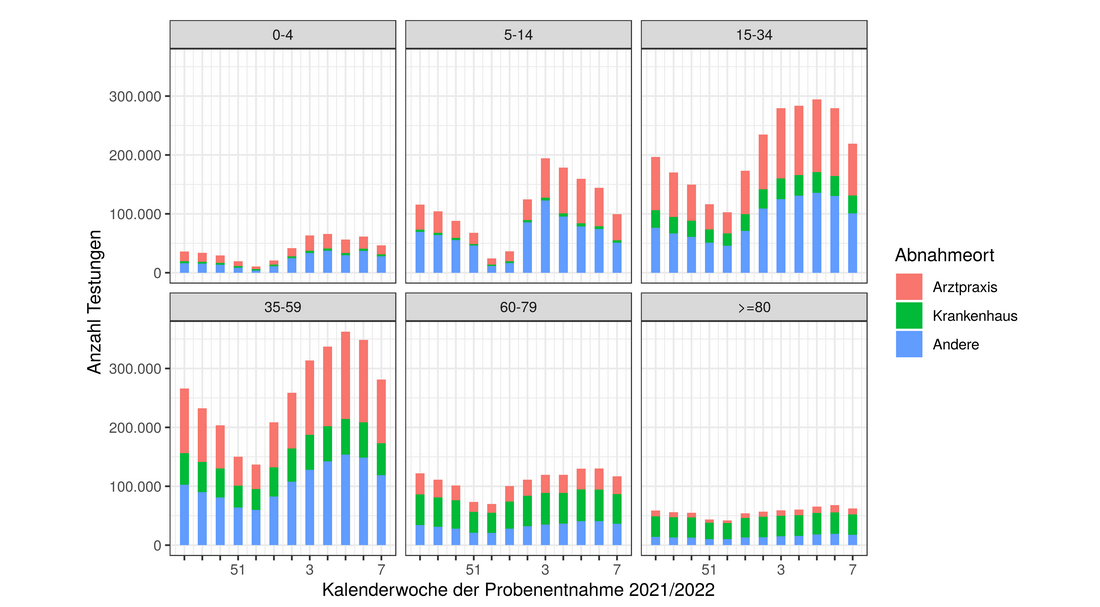 0-4 5-14 15-34
300.000
200.000
100.000
0
35-59 60-79 >=80
300.000
200.000
100.000
0
51 3 7 51 3 7 51 3 7
Kalenderwoche der Probenentnahme 2021/2022
Anzahl Testungen
Abnahmeort
Arztpraxis
Krankenhaus
Andere